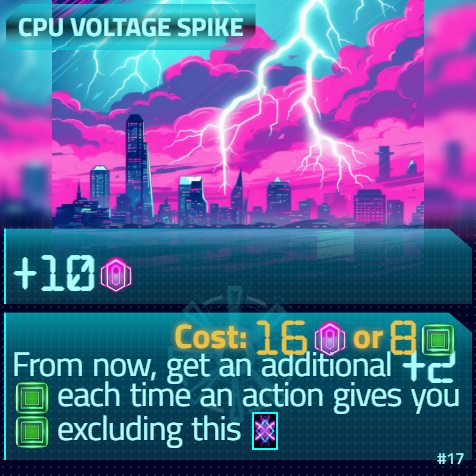 CPU VOLTAGE SPIKE
+10
Cost: 16 or 8
From now, get an additional +2
each time an action gives you
excluding this
#17